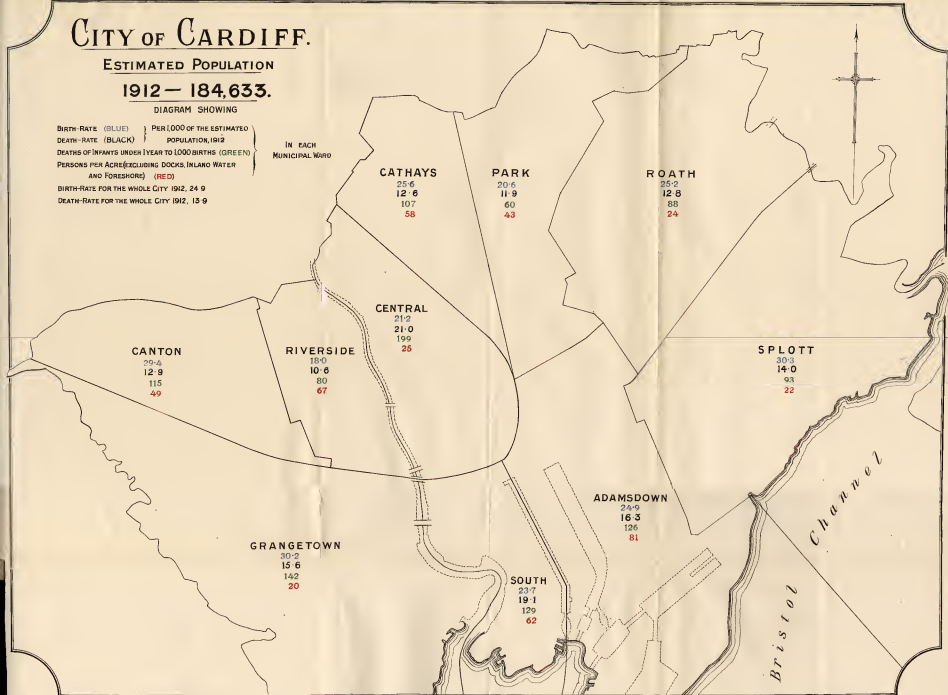 CITY OF CARDIFF.
ESTIMATED POPULATION
1912 — 184,633.
DIAGRAM SHOWING
BIRTH-RATE (BLUE) } PER 1,000 OF THE ESTIMATED
DEATH-RATE (BLACK) } POPULATION, 1912
DEATHS OF INFANTS UNDER 1 YEAR TO 1,000 BIRTHS (GREEN)
PERSONS PER ACRE (EXCLUDING DOCKS, INLAND WATER
AND FORESHORE) (RED)
IN EACH
MUNICIPAL WARD
BIRTH-RATE FOR THE WHOLE CITY 1912, 24·9
DEATH-RATE FOR THE WHOLE CITY 1912, 13·9
CATHAYS
25·6
12·6
107
58
PARK
20·6
11·9
60
43
ROATH
25·2
12·8
88
24
CENTRAL
21·2
21·0
199
25
CANTON
29·4
12·9
115
49
RIVERSIDE
18·0
10·6
80
67
SPLOTT
30·3
14·0
93
22
ADAMSDOWN
24·9
16·3
126
81
GRANGETOWN
30·2
15·6
142
20
SOUTH
23·7
19·1
129
62
Bristol Channel